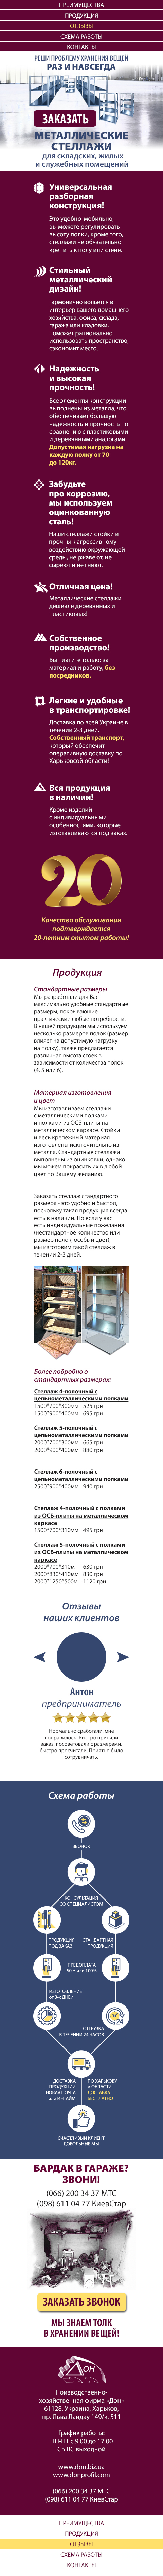 ПРЕИМУЩЕСТВА
ПРОДУКЦИЯ
ОТЗЫВЫ
СХЕМА РАБОТЫ
КОНТАКТЫ
РЕШИ ПРОБЛЕМУ ХРАНЕНИЯ ВЕЩЕЙ
РАЗ И НАВСЕГДА
ЗАКАЗАТЬ
МЕТАЛЛИЧЕСКИЕ
СТЕЛЛАЖИ
для складских, жилых
и служебных помещений
Универсальная
разборная
конструкция!
Это удобно мобильно,
вы можете регулировать
высоту полки, кроме того,
стеллажи не обязательно
крепить к полу или стене.
Стильный
металлический
дизайн!
Гармонично вольется в
интерьер вашего домашнего
хозяйства, офиса, склада,
гаража или кладовки,
поможет рационально
использовать пространство,
сэкономит место.
Надежность
и высокая
прочность!
Все элементы конструкции
выполнены из металла, что
обеспечивает большую
надежность и прочность по
сравнению с пластиковыми
и деревянными аналогами.
Допустимая нагрузка на
каждую полку от 70
до 120кг.
Забудьте
про коррозию,
мы используем
оцинкованную
сталь!
Наши стеллажи стойки и
прочны к агрессивному
воздействию окружающей
среды, не ржавеют, не
сыреют и не гниют.
Отличная цена!
Металлические стеллажи
дешевле деревянных и
пластиковых!
Собственное
производство!
Вы платите только за
материал и работу, без
посредников.
Легкие и удобные
в транспортировке!
Доставка по всей Украине в
течении 2-3 дней.
Собственный транспорт,
который обеспечит
оперативную доставку по
Харьковской области!
Вся продукция
в наличии!
Кроме изделий
с индивидуальными
особенностями, которые
изготавливаются под заказ.
20
Качество обслуживания
подтверждается
20-летним опытом работы!
Продукция
Стандартные размеры
Мы разработали для Вас
максимально удобные стандартные
размеры, покрывающие
практические любые потребности.
В нашей продукции мы используем
несколько размеров полок (размер
влияет на допустимую нагрузку
на полку), также предлагается
различная высота стоек в
зависимости от количества полок
(4, 5 или 6).
Материал изготовления
и цвет
Мы изготавливаем стеллажи
с металлическими полками
и полками из ОСБ-плиты на
металлическом каркасе. Стойки
и весь крепежный материал
изготовлены исключительно из
металла. Стандартные стеллажи
выполнены из оцинковки, однако
мы можем покрасить их в любой
цвет по Вашему желанию.
Заказать стеллаж стандартного
размера - это удобно и быстро,
поскольку такая продукция всегда
есть в наличии. Но если у вас
есть индивидуальные пожелания
(нестандартное количество или
размер полок, особый цвет),
мы изготовим такой стеллаж в
течении 2-3 дней.
Более подробно о
стандартных размерах:
Стеллаж 4-полочный с
цельнометаллическими полками
1500*700*300мм 525 грн
2000*900*400мм 695 грн
Стеллаж 5-полочный с
цельнометаллическими полками
2000*700*300мм 665 грн
2000*900*400мм 880 грн
Стеллаж 6-полочный с
цельнометаллическими полками
2500*900*400мм 940 грн
Стеллаж 4-полочный с полками
из ОСБ-плиты на металлическом
каркасе
1500*700*310мм 495 грн
Стеллаж 5-полочный с полками
из ОСБ-плиты на металлическом
каркасе
2000*700*310м 630 грн
2000*830*410мм 830 грн
2000*1250*500м 1120 грн
Отзывы
наших клиентов
Антон
предприниматель
Нормально сработали, мне
понравилось. Быстро приняли
заказ, посоветовали с размерами,
быстро просчитали. Приятно было
сотрудничать.
Схема работы
ЗВОНОК
КОНСУЛЬТАЦИЯ
СО СПЕЦИАЛИСТОМ
ПРОДУКЦИЯ
ПОД ЗАКАЗ
СТАНДАРТНАЯ
ПРОДУКЦИЯ
ПРЕДОПЛАТА
50% или 100%
ИЗГОТОВЛЕНИЕ
от 3-х ДНЕЙ
24
ОТГРУЗКА
В ТЕЧЕНИИ 24 ЧАСОВ
ДОСТАВКА
ПРОДУКЦИИ
НОВАЯ ПОЧТА
или ИНТАЙМ
ПО ХАРЬКОВУ
и ОБЛАСТИ
ДОСТАВКА
БЕСПЛАТНО
СЧАСТЛИВЫЙ КЛИЕНТ
ДОВОЛЬНЫЕ МЫ
БАРДАК В ГАРАЖЕ?
ЗВОНИ!
(066) 200 34 37 МТС
(098) 611 04 77 КиевСтар
ЗАКАЗАТЬ ЗВОНОК
МЫ ЗНАЕМ ТОЛК
В ХРАНЕНИИ ВЕЩЕЙ!
ДОН
Поизводственно-
хозяйственная фирма «Дон»
61128, Украина, Харьков,
пр. Льва Ландау 149/к. 511
График работы:
ПН-ПТ с 9.00 до 17.00
СБ ВС выходной
www.don.biz.ua
www.donprofil.com
(066) 200 34 37 МТС
(098) 611 04 77 КиевСтар
ПРЕИМУЩЕСТВА
ПРОДУКЦИЯ
ОТЗЫВЫ
СХЕМА РАБОТЫ
КОНТАКТЫ